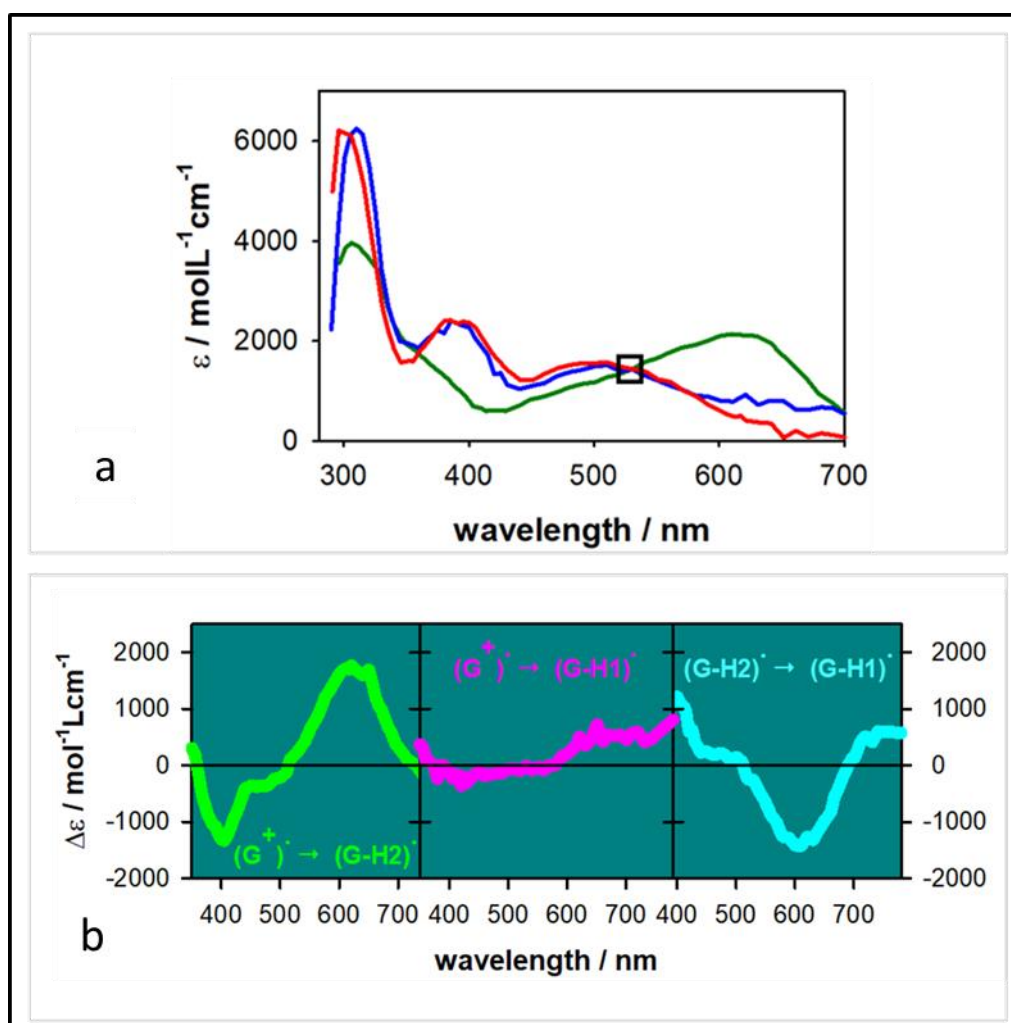 6000
4000
2000
0
ε / molL⁻¹cm⁻¹
300 400 500 600 700
wavelength / nm
a
2000 2000
1000 1000
0 0
-1000 -1000
-2000 -2000
Δε / mol⁻¹Lcm⁻¹
(G⁺)˙ → (G-H1)˙
(G-H2)˙ → (G-H1)˙
(G⁺)˙ → (G-H2)˙
400 500 600 700 400 500 600 700 400 500 600 700
wavelength / nm
b